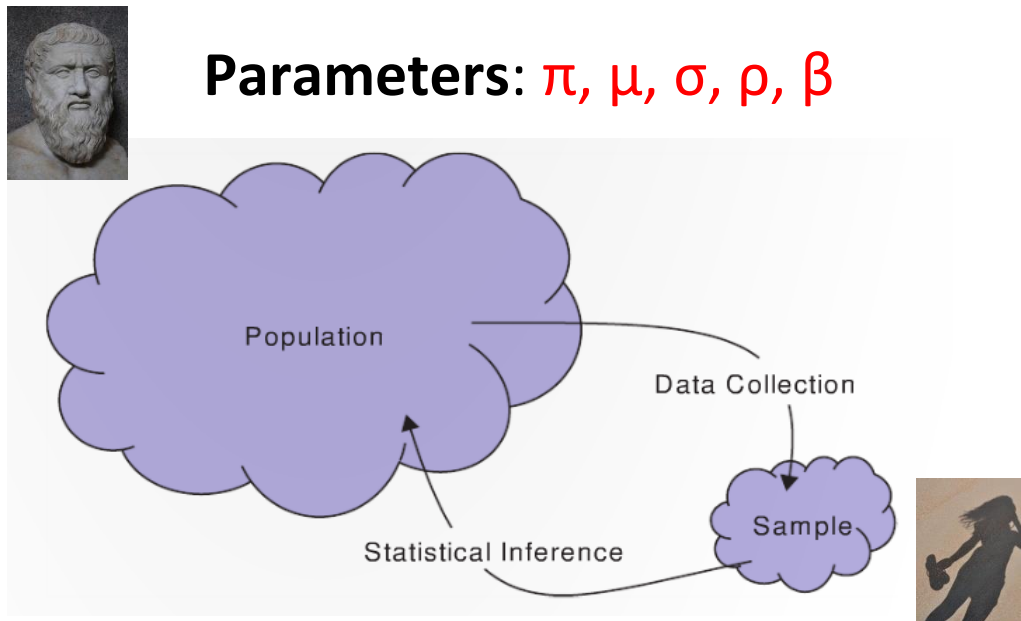 Parameters: π, μ, σ, ρ, β
Population
Data Collection
Sample
Statistical Inference